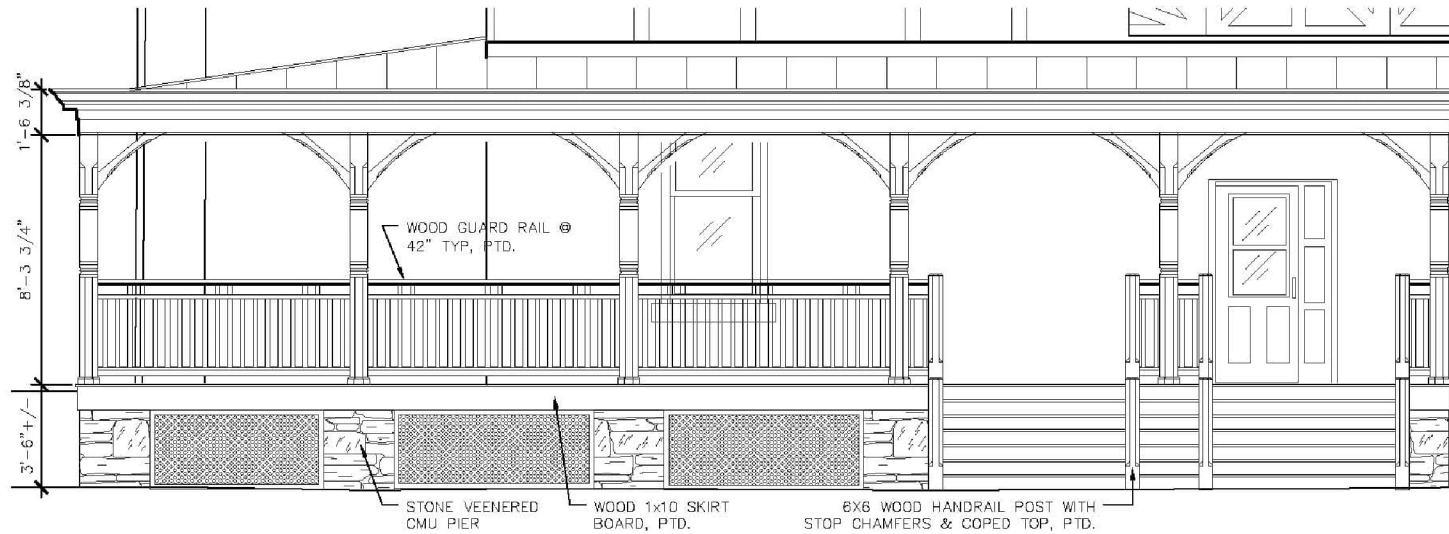 1'-6 3/8"
8'-3 3/4"
3'-6"+/-
WOOD GUARD RAIL @
42" TYP, PTD.
STONE VEENERED
CMU PIER
WOOD 1x10 SKIRT
BOARD, PTD.
6X6 WOOD HANDRAIL POST WITH
STOP CHAMFERS & COPED TOP, PTD.